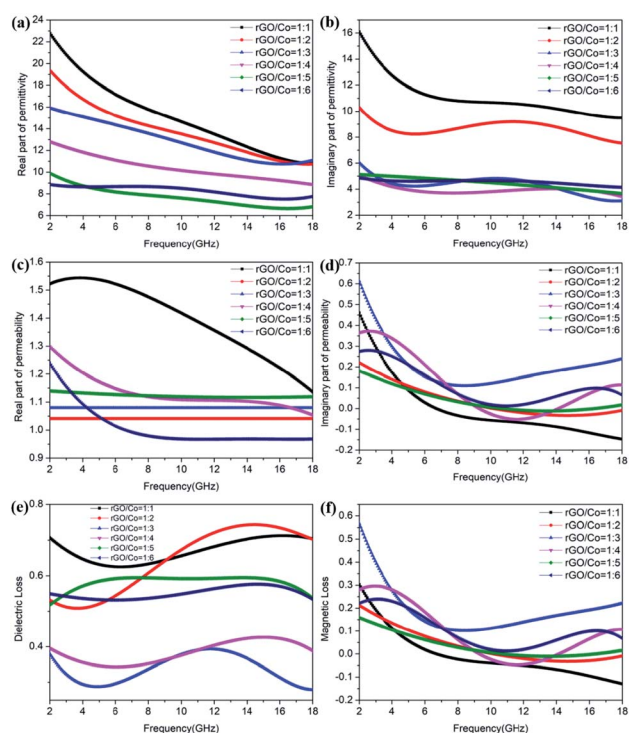 (a)
Real part of permittivity
24
22
20
18
16
14
12
10
8
6
rGO/Co=1:1
rGO/Co=1:2
rGO/Co=1:3
rGO/Co=1:4
rGO/Co=1:5
rGO/Co=1:6
2 4 6 8 10 12 14 16 18
Frequency(GHz)
(b)
Imaginary part of permittivity
16
14
12
10
8
6
4
2
rGO/Co=1:1
rGO/Co=1:2
rGO/Co=1:3
rGO/Co=1:4
rGO/Co=1:5
rGO/Co=1:6
2 4 6 8 10 12 14 16 18
Frequency(GHz)
(c)
Real part of permeability
1.6
1.5
1.4
1.3
1.2
1.1
1.0
0.9
rGO/Co=1:1
rGO/Co=1:2
rGO/Co=1:3
rGO/Co=1:4
rGO/Co=1:5
rGO/Co=1:6
2 4 6 8 10 12 14 16 18
Frequency(GHz)
(d)
Imaginary part of permeability
0.7
0.6
0.5
0.4
0.3
0.2
0.1
0.0
-0.1
-0.2
rGO/Co=1:1
rGO/Co=1:2
rGO/Co=1:3
rGO/Co=1:4
rGO/Co=1:5
rGO/Co=1:6
2 4 6 8 10 12 14 16 18
Frequency(GHz)
(e)
Dielectric Loss
0.8
0.6
0.4
rGO/Co=1:1
rGO/Co=1:2
rGO/Co=1:3
rGO/Co=1:4
rGO/Co=1:5
rGO/Co=1:6
2 4 6 8 10 12 14 16 18
Frequency(GHz)
(f)
Magnetic Loss
0.6
0.5
0.4
0.3
0.2
0.1
0.0
-0.1
-0.2
rGO/Co=1:1
rGO/Co=1:2
rGO/Co=1:3
rGO/Co=1:4
rGO/Co=1:5
rGO/Co=1:6
2 4 6 8 10 12 14 16 18
Frequency(GHz)